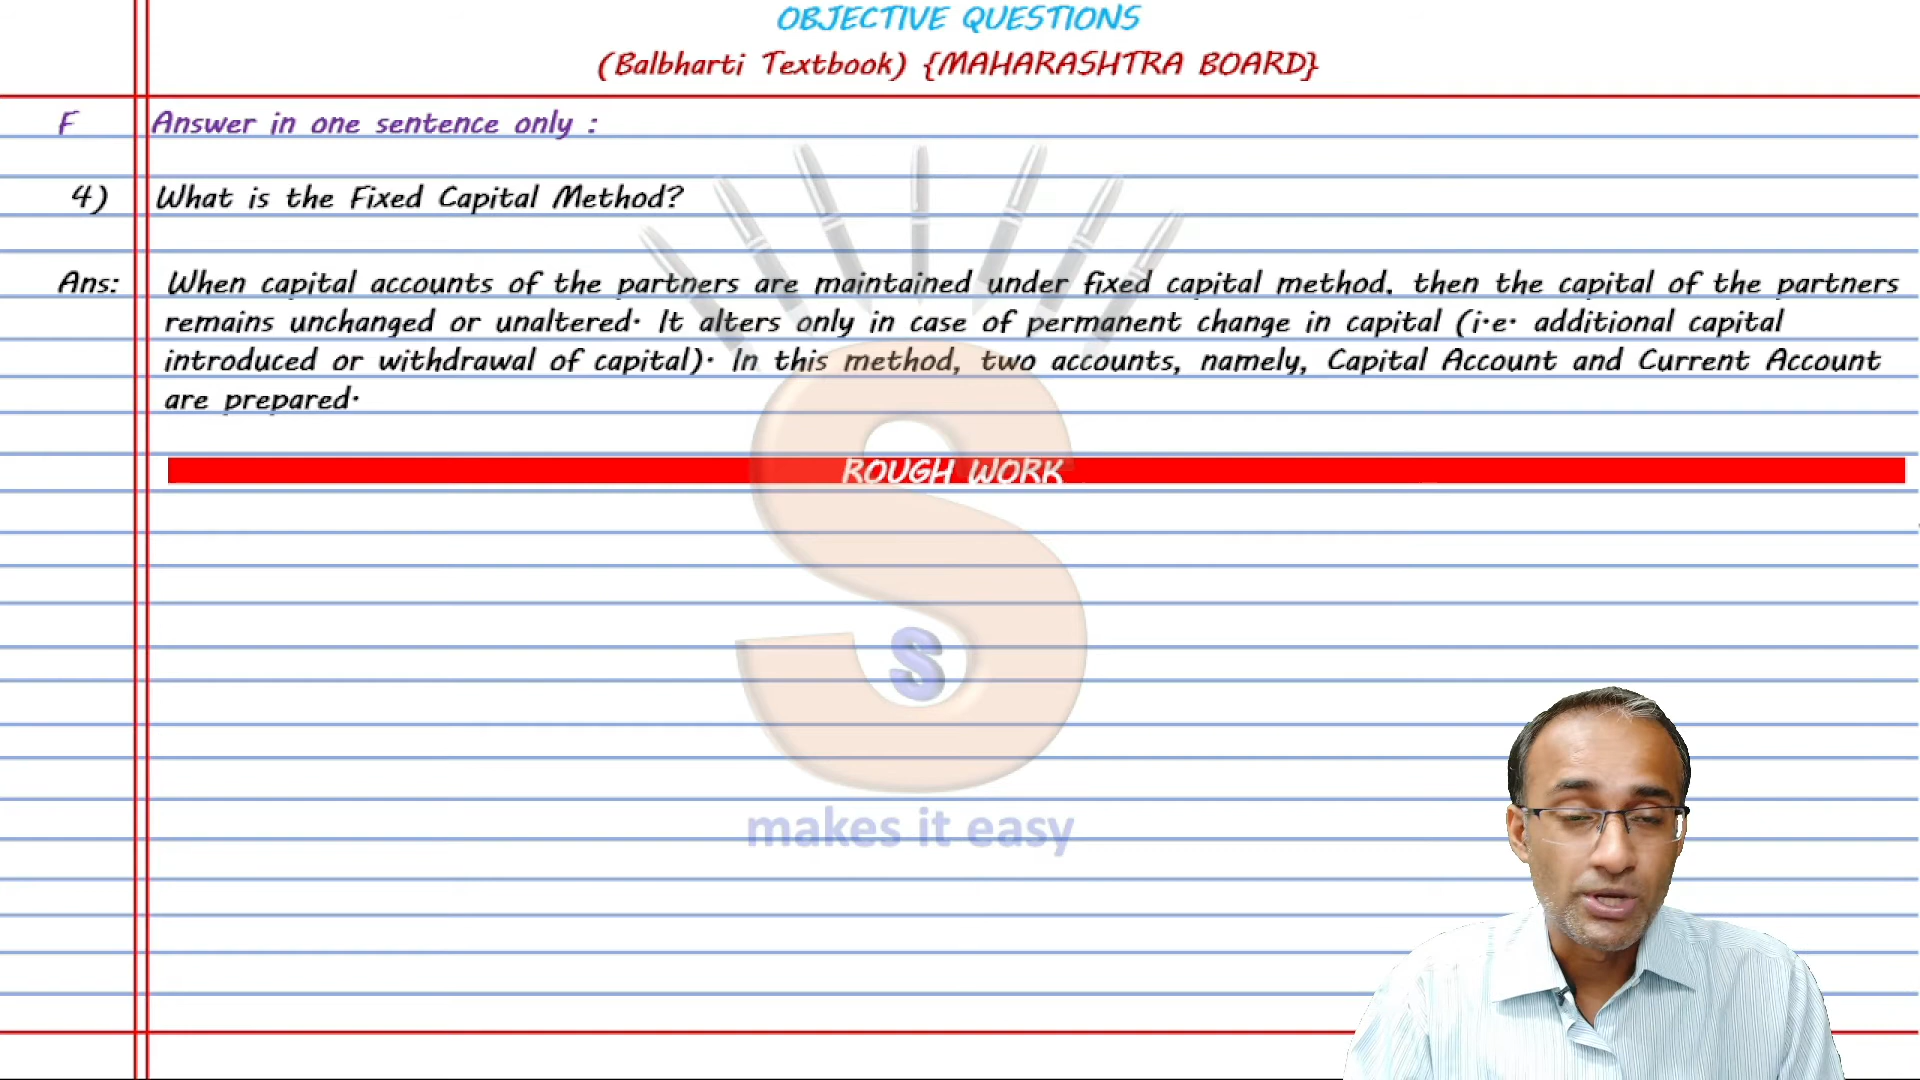 OBJECTIVE QUESTIONS
(Balbharti Textbook) {MAHARASHTRA BOARD}
F Answer in one sentence only :
4) What is the Fixed Capital Method?
Ans: When capital accounts of the partners are maintained under fixed capital method, then the capital of the partners
remains unchanged or unaltered. It alters only in case of permanent change in capital (i.e. additional capital
introduced or withdrawal of capital). In this method, two accounts, namely, Capital Account and Current Account
are prepared.
ROUGH WORK
S
S
makes it easy